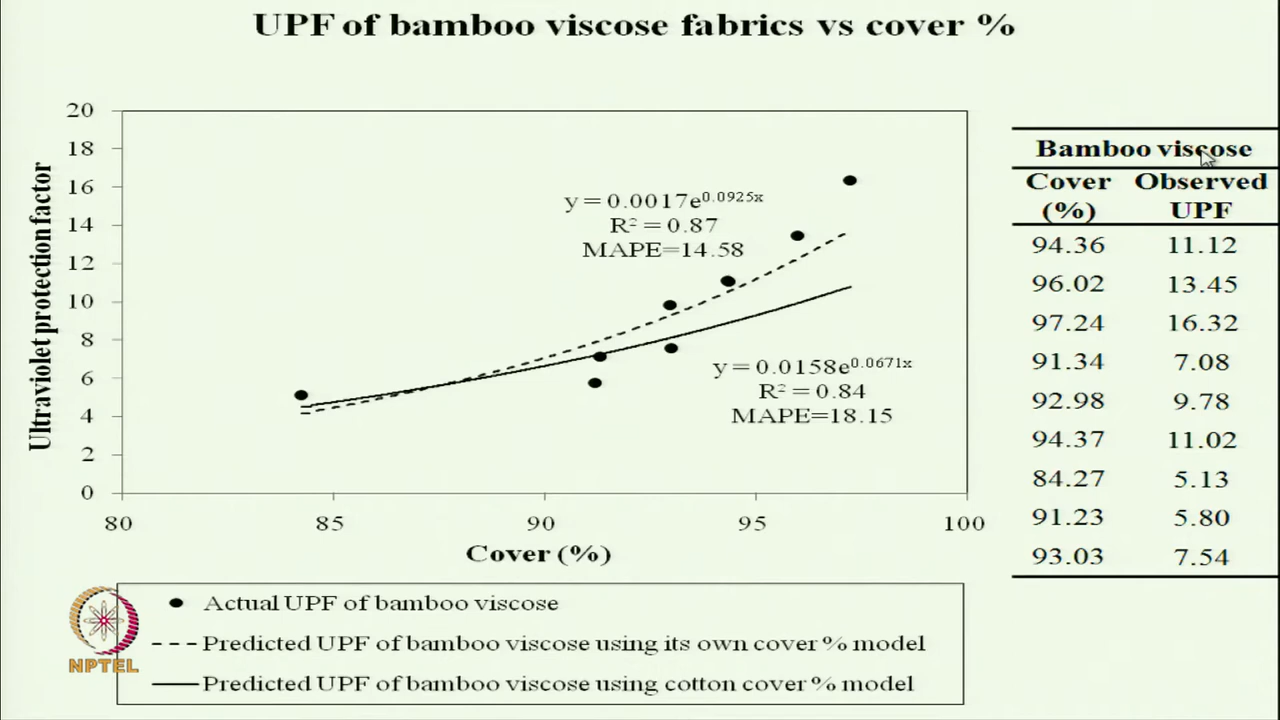 UPF of bamboo viscose fabrics vs cover %
Ultraviolet protection factor
20
18
16
14
12
10
8
6
4
2
0
80
85
90
95
100
Cover (%)
y = 0.0017e^0.0925x
R² = 0.87
MAPE=14.58
y = 0.0158e^0.0671x
R² = 0.84
MAPE=18.15
Actual UPF of bamboo viscose
Predicted UPF of bamboo viscose using its own cover % model
Predicted UPF of bamboo viscose using cotton cover % model
NPTEL
Bamboo viscose
Cover Observed
(%) UPF
94.36 11.12
96.02 13.45
97.24 16.32
91.34 7.08
92.98 9.78
94.37 11.02
84.27 5.13
91.23 5.80
93.03 7.54